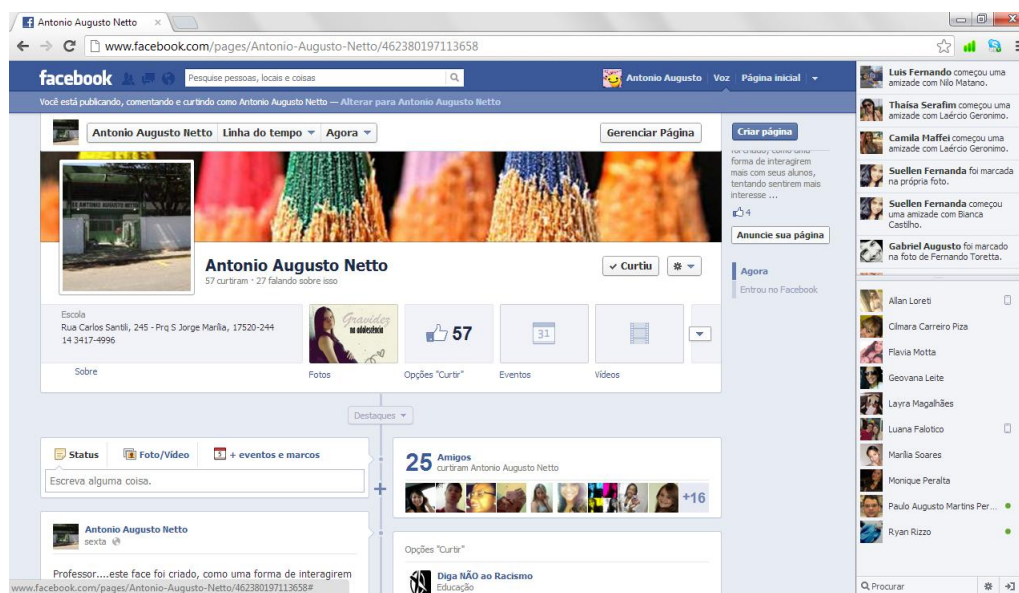 Antonio Augusto Netto
www.facebook.com/pages/Antonio-Augusto-Netto/462380197113658
facebook
Pesquise pessoas, locais e coisas
Antonio Augusto
Voz
Página inicial
Você está publicando, comentando e curtindo como Antonio Augusto Netto — Alterar para Antonio Augusto Netto
Antonio Augusto Netto
Linha do tempo
Agora
Gerenciar Página
Criar página
foi criado, como uma
forma de interagirem
mais com seus alunos,
tentando sentirem mais
interesse ...
4
Anuncie sua página
Agora
Entrou no Facebook
EE ANTONIO AUGUSTO NETTO
Antonio Augusto Netto
57 curtiram · 27 falando sobre isso
Curtiu
Escola
Rua Carlos Santili, 245 - Prq S Jorge Marília, 17520-244
14 3417-4996
Sobre
Gravidez
na adolescência
Fotos
57
Opções "Curtir"
31
Eventos
Vídeos
Destaques
Status
Foto/Vídeo
5
+ eventos e marcos
Escreva alguma coisa.
Antonio Augusto Netto
sexta
Professor....este face foi criado, como uma forma de interagirem
www.facebook.com/pages/Antonio-Augusto-Netto/462380197113658#
25
Amigos
curtiram Antonio Augusto Netto
+16
Opções "Curtir"
Diga NÃO ao Racismo
Educação
Luis Fernando começou uma
amizade com Nilo Matano.
Thaísa Serafim começou uma
amizade com Laércio Geronimo.
Camila Maffei começou uma
amizade com Laércio Geronimo.
Suellen Fernanda foi marcada
na própria foto.
Suellen Fernanda começou
uma amizade com Bianca
Castilho.
Gabriel Augusto foi marcado
na foto de Fernando Toretta.
Allan Loreti
Cilmara Carreiro Piza
Flavia Motta
Geovana Leite
Layra Magalhães
Luana Falotico
Marília Soares
Monique Peralta
Paulo Augusto Martins Per...
Ryan Rizzo
Procurar